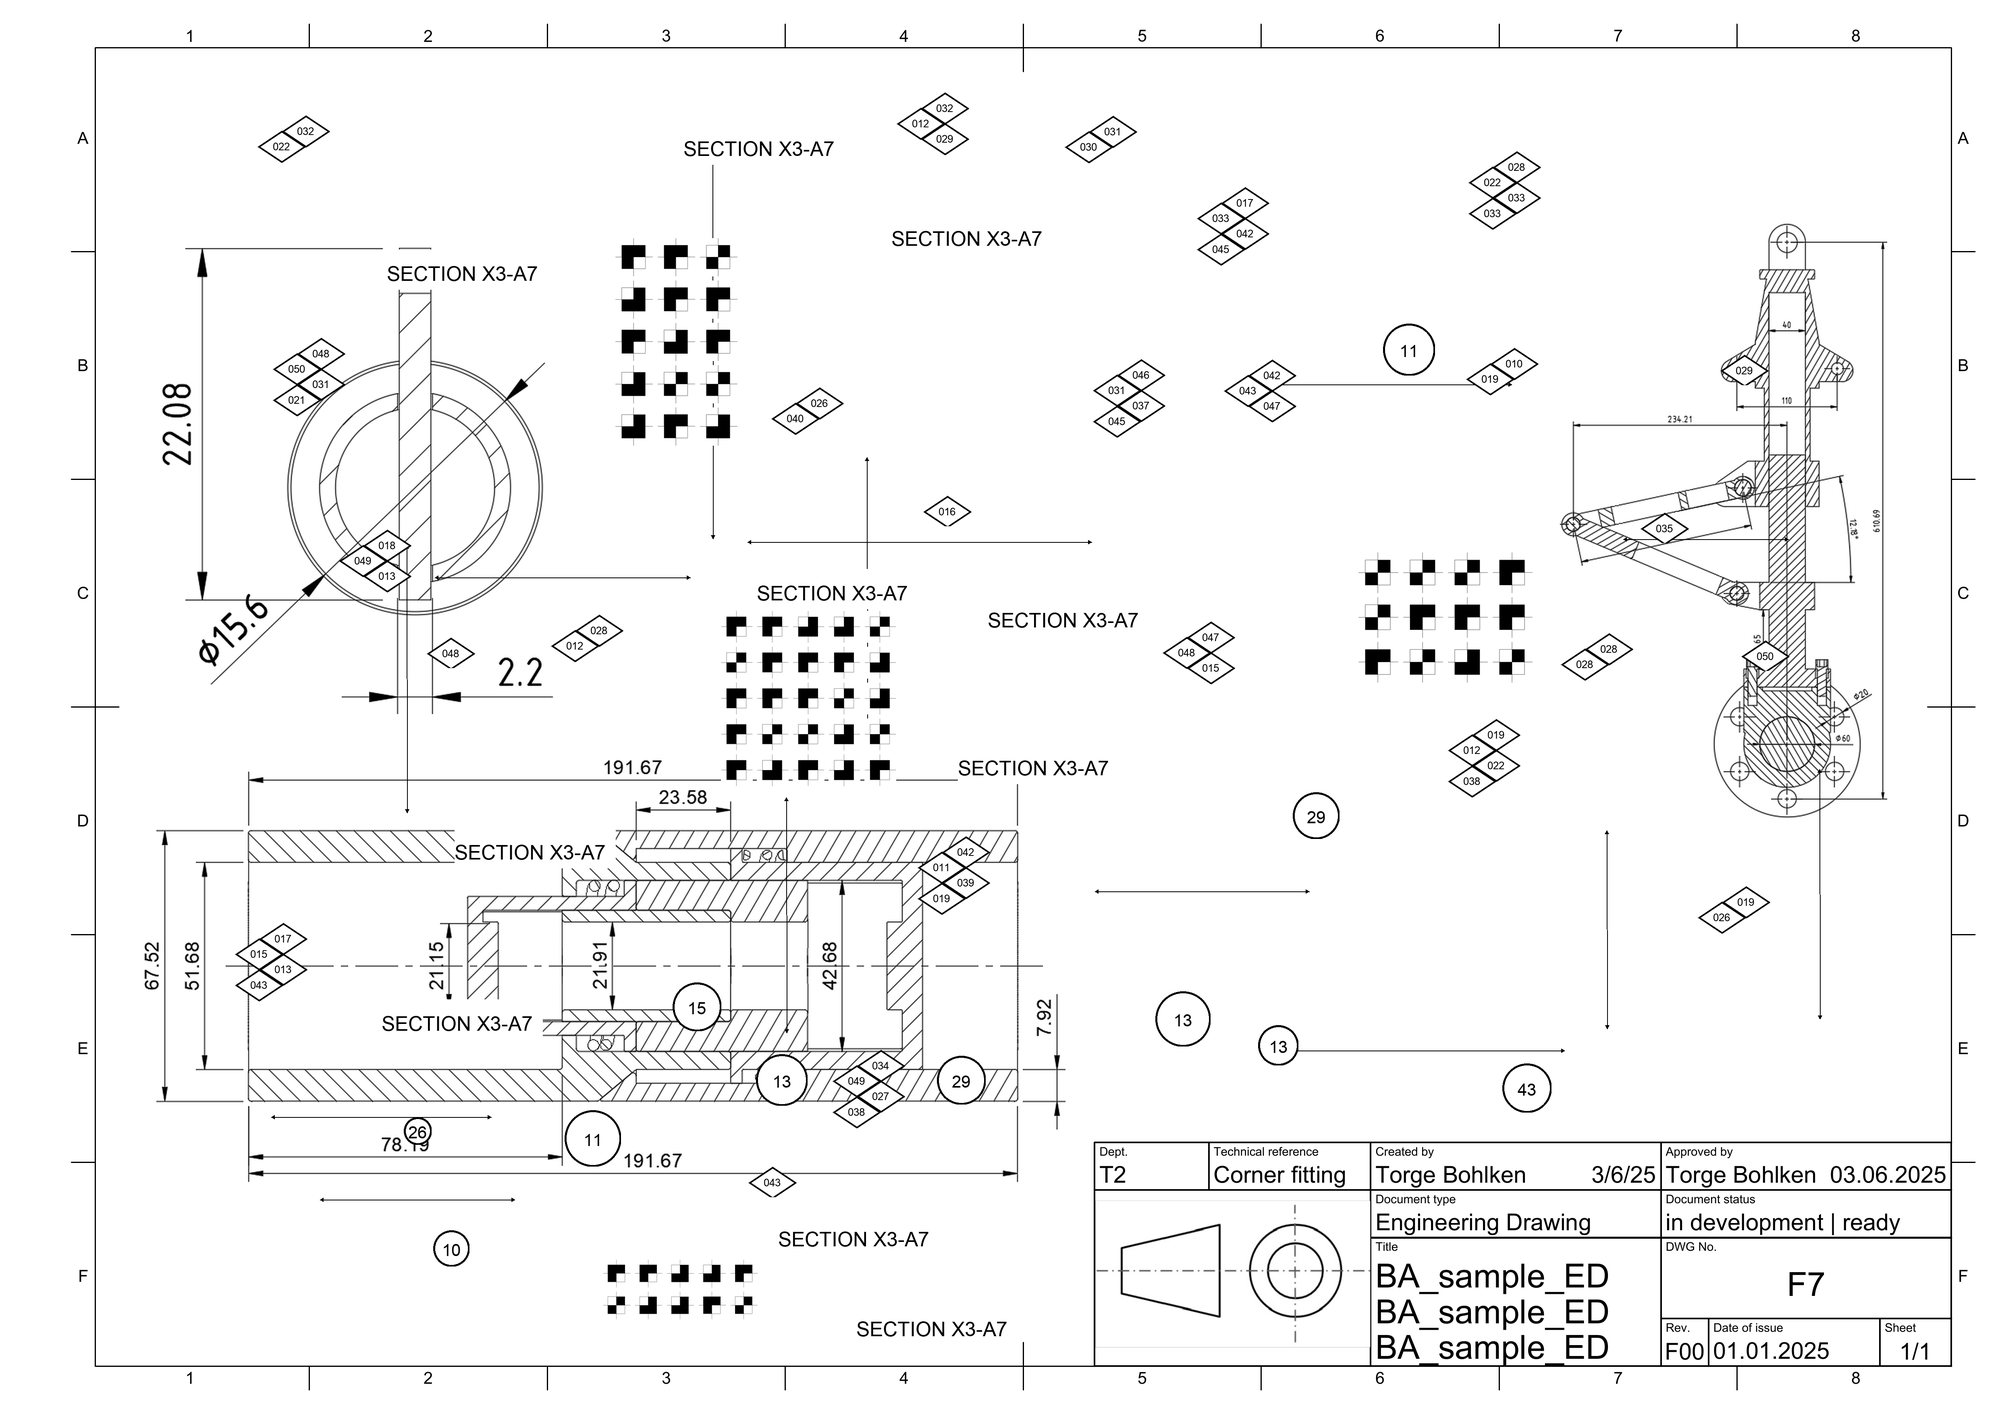 1 2 3 4 5 6 7 8
A A
032
022
032
012
029
031
030
SECTION X3-A7
028
022
033
033
017
033
042
045
SECTION X3-A7
SECTION X3-A7
B B
048
050
031
021
22.08
11
40
029
110
026
040
046
031
037
045
042
043
047
010
019
234.21
016
035
12.18°
610.69
018
049
013
C C
SECTION X3-A7
SECTION X3-A7
Ø15.6
048
2.2
028
012
047
048
015
028
028
65
050
Ø20
Ø60
019
012
022
038
191.67
SECTION X3-A7
23.58
D D
29
SECTION X3-A7
042
011
039
019
019
026
67.52
51.68
017
015
013
043
21.15
21.91
42.68
15
SECTION X3-A7
7.92
13
13
E E
13
034
049
027
038
29
43
26
78.19
11
191.67
043
10
SECTION X3-A7
F F
SECTION X3-A7
Dept.
T2
Technical reference
Corner fitting
Created by
Torge Bohlken 3/6/25
Approved by
Torge Bohlken 03.06.2025
Document type
Engineering Drawing
Document status
in development | ready
Title
BA_sample_ED
BA_sample_ED
BA_sample_ED
DWG No.
F7
Rev.
F00
Date of issue
01.01.2025
Sheet
1/1
1 2 3 4 5 6 7 8